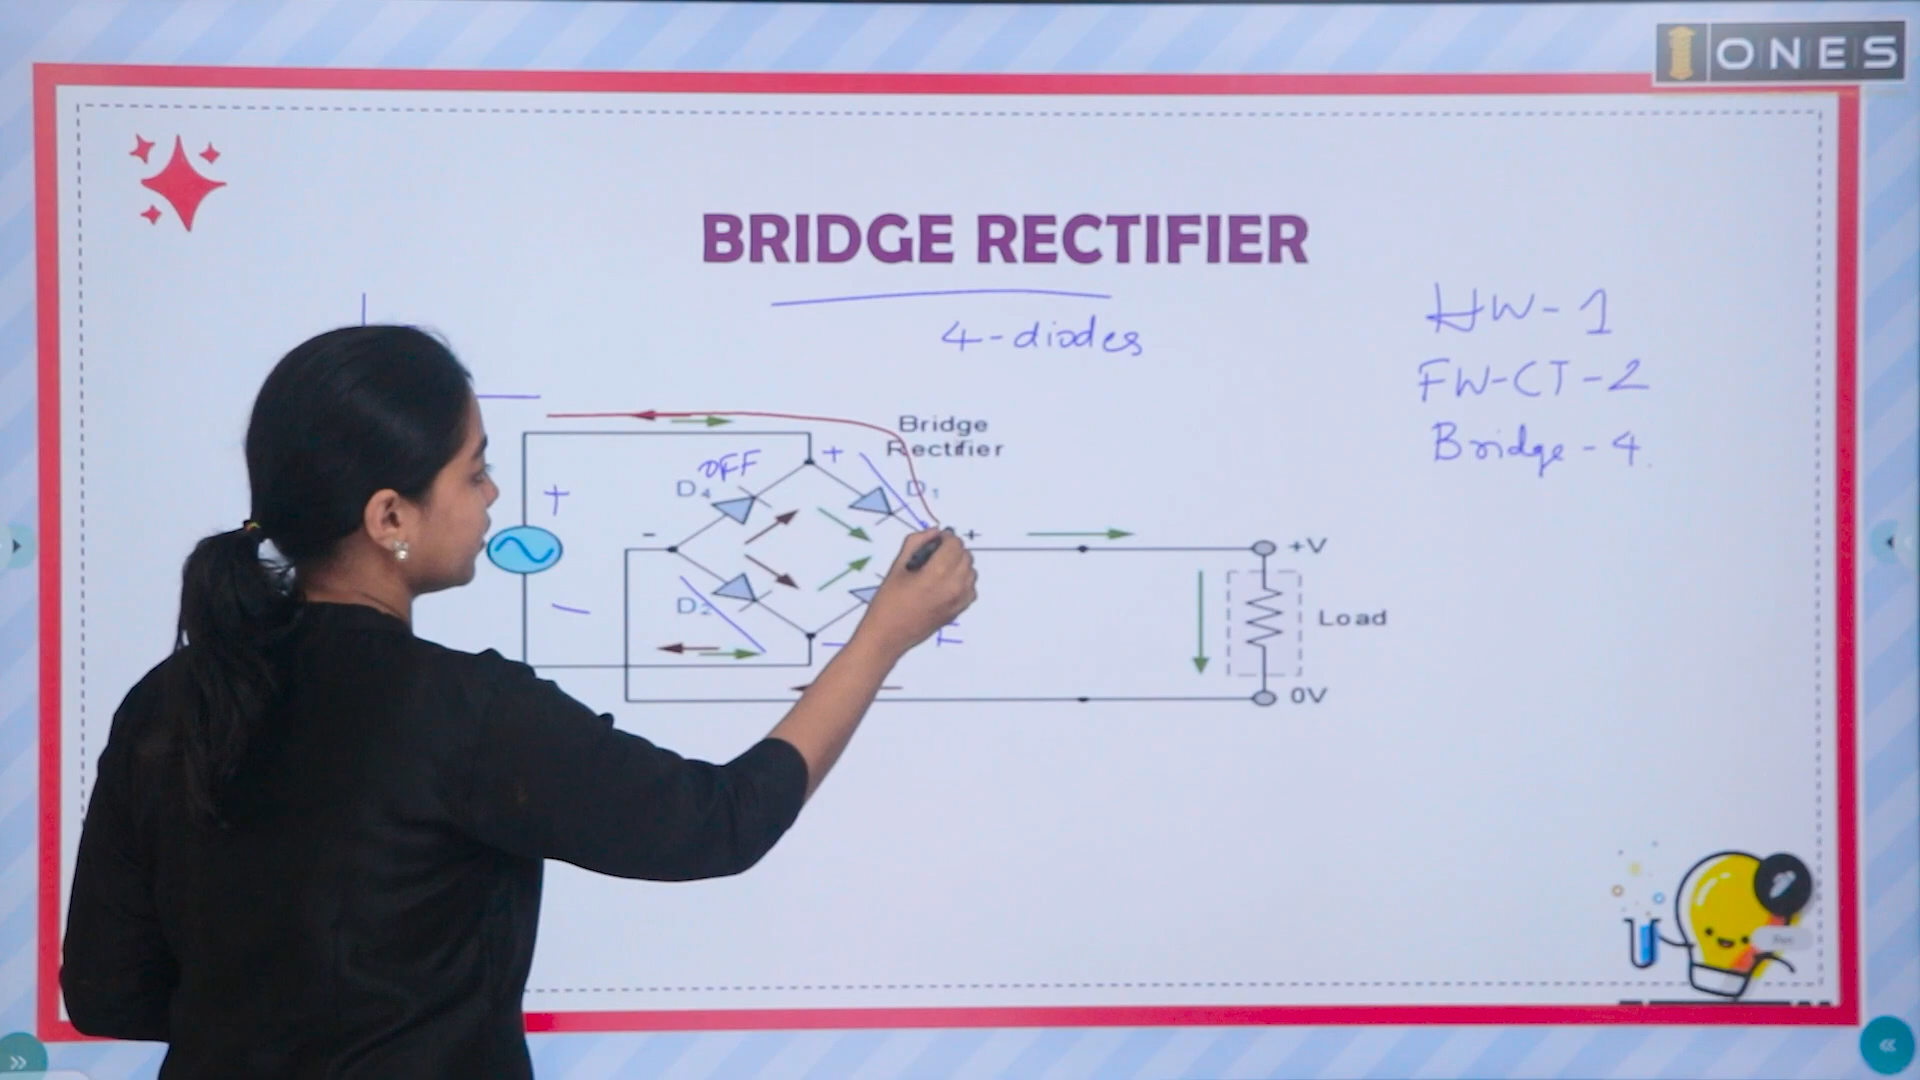 IONES
BRIDGE RECTIFIER
4-diodes
HW-1
FW-CT-2
Bridge-4
Bridge
Rectifier
OFF
+
D4
D1
+
-
+
+V
D2
-
-
F
Load
0V